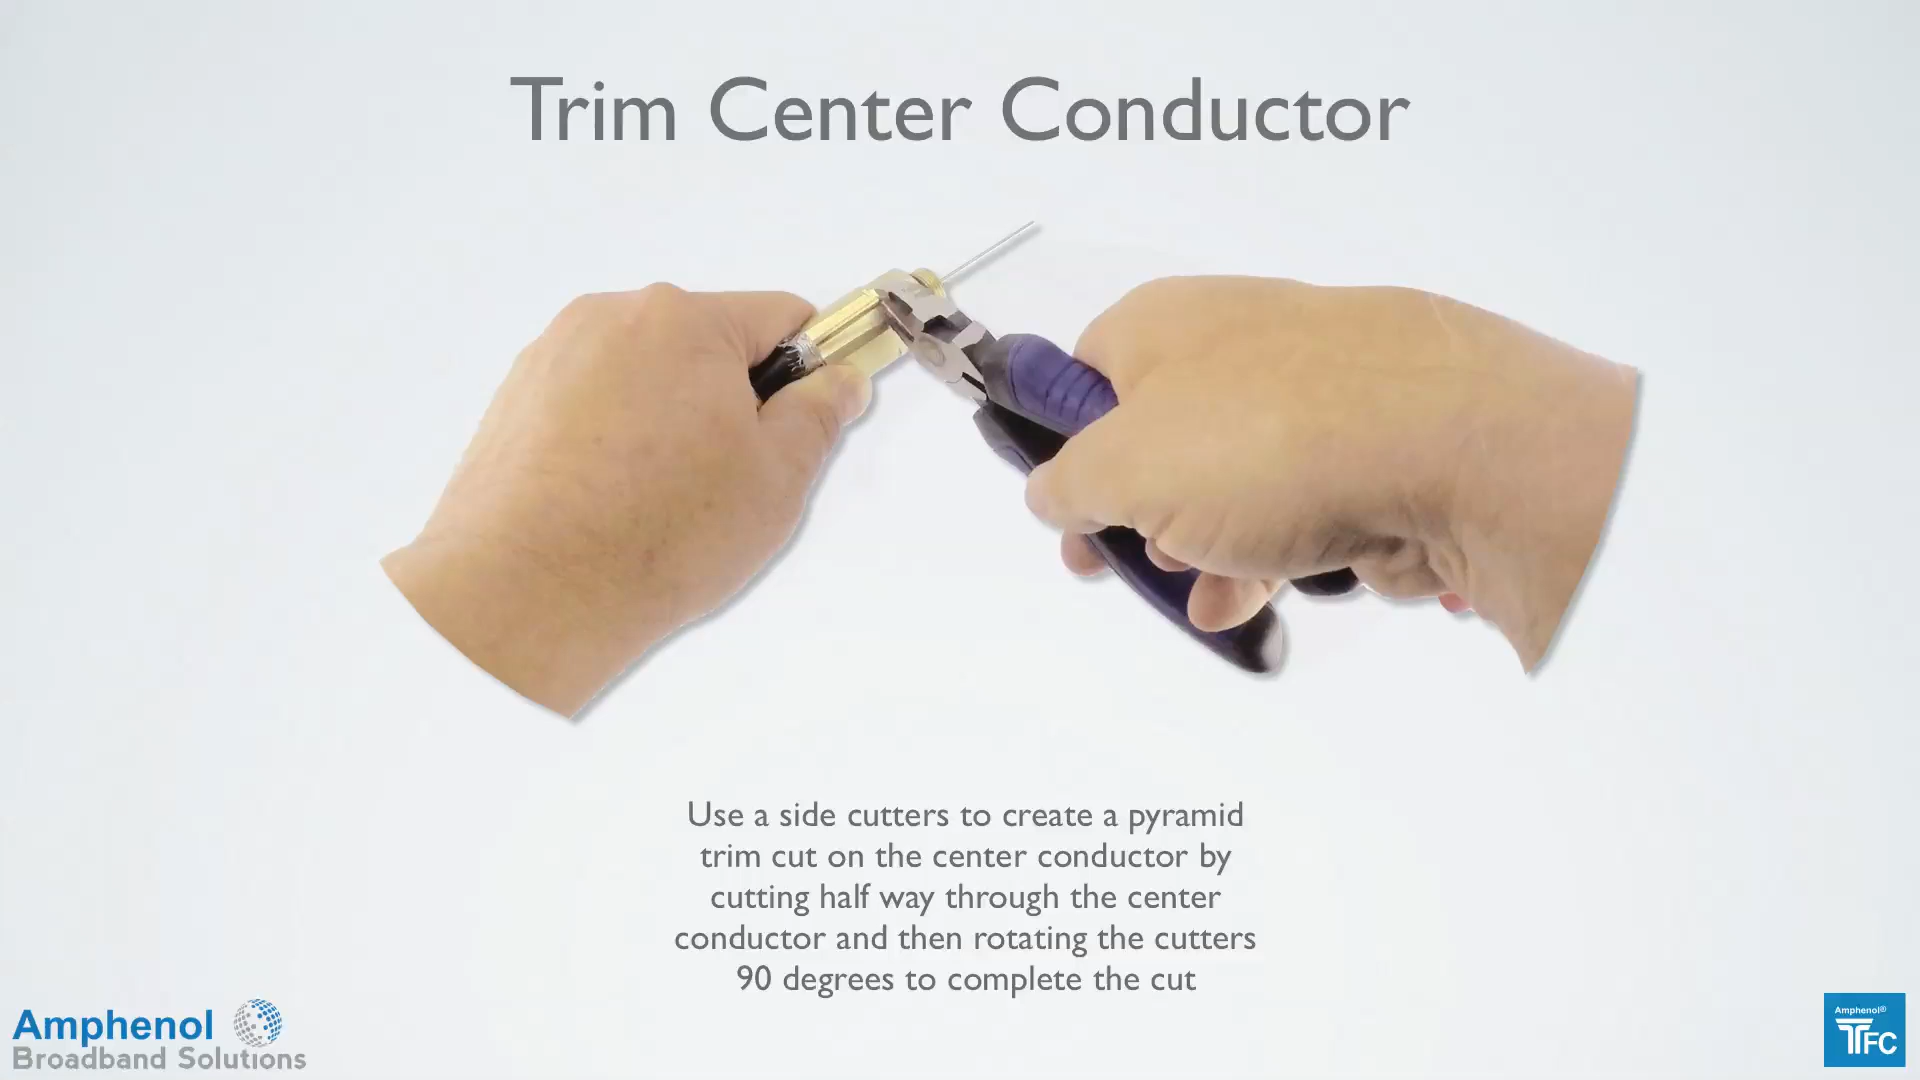 Trim Center Conductor
Use a side cutters to create a pyramid
trim cut on the center conductor by
cutting half way through the center
conductor and then rotating the cutters
90 degrees to complete the cut
Amphenol
Broadband Solutions
Amphenol®
TFC